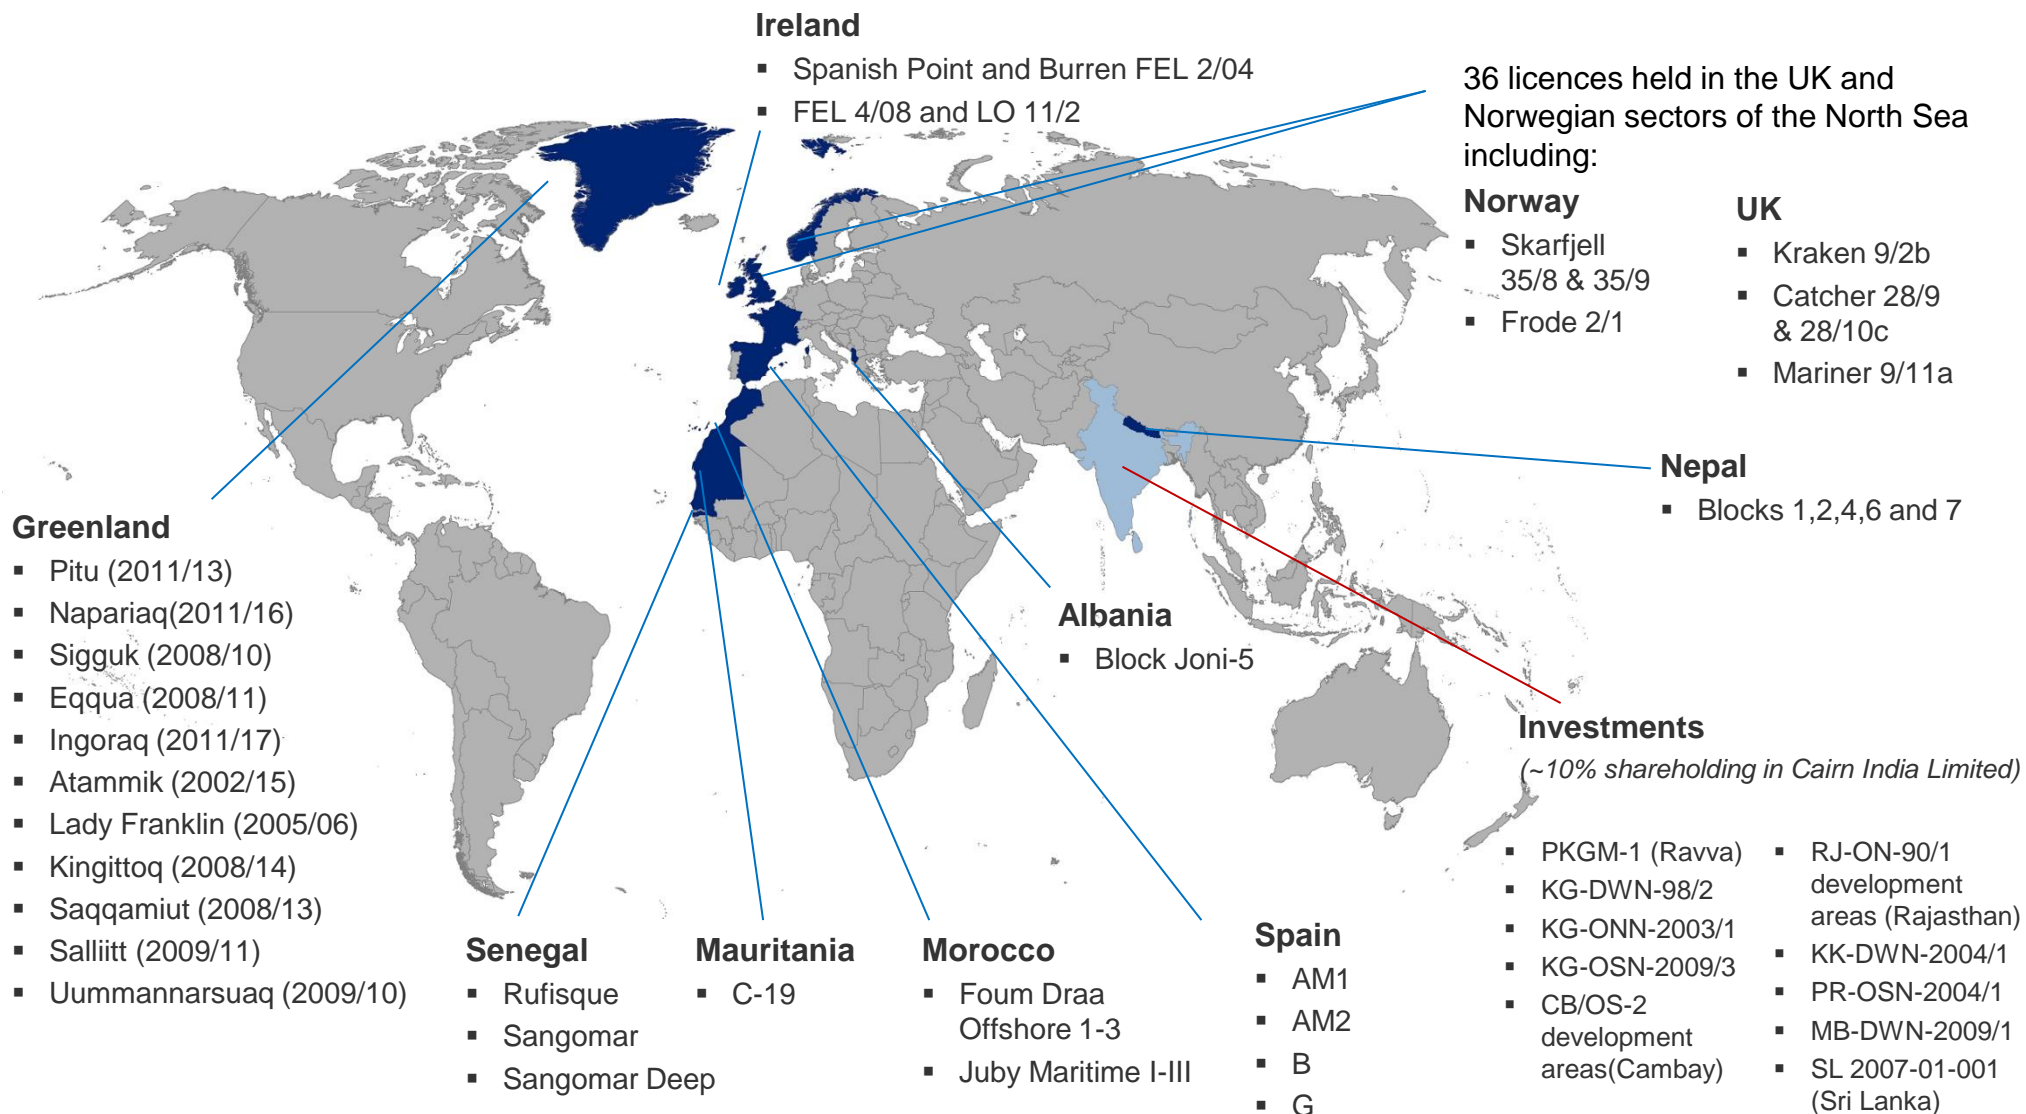 Ireland
▪ Spanish Point and Burren FEL 2/04
▪ FEL 4/08 and LO 11/2
36 licences held in the UK and
Norwegian sectors of the North Sea
including:
Norway
▪ Skarfjell
35/8 & 35/9
▪ Frode 2/1
UK
▪ Kraken 9/2b
▪ Catcher 28/9
& 28/10c
▪ Mariner 9/11a
Nepal
▪ Blocks 1,2,4,6 and 7
Greenland
▪ Pitu (2011/13)
▪ Napariaq(2011/16)
▪ Sigguk (2008/10)
▪ Eqqua (2008/11)
▪ Ingoraq (2011/17)
▪ Atammik (2002/15)
▪ Lady Franklin (2005/06)
▪ Kingittoq (2008/14)
▪ Saqqamiut (2008/13)
▪ Salliitt (2009/11)
▪ Uummannarsuaq (2009/10)
Albania
▪ Block Joni-5
Senegal
▪ Rufisque
▪ Sangomar
▪ Sangomar Deep
Mauritania
▪ C-19
Morocco
▪ Foum Draa
Offshore 1-3
▪ Juby Maritime I-III
Spain
▪ AM1
▪ AM2
▪ B
▪ G
Investments
(~10% shareholding in Cairn India Limited)
▪ PKGM-1 (Ravva)
▪ KG-DWN-98/2
▪ KG-ONN-2003/1
▪ KG-OSN-2009/3
▪ CB/OS-2
development
areas(Cambay)
▪ RJ-ON-90/1
development
areas (Rajasthan)
▪ KK-DWN-2004/1
▪ PR-OSN-2004/1
▪ MB-DWN-2009/1
▪ SL 2007-01-001
(Sri Lanka)